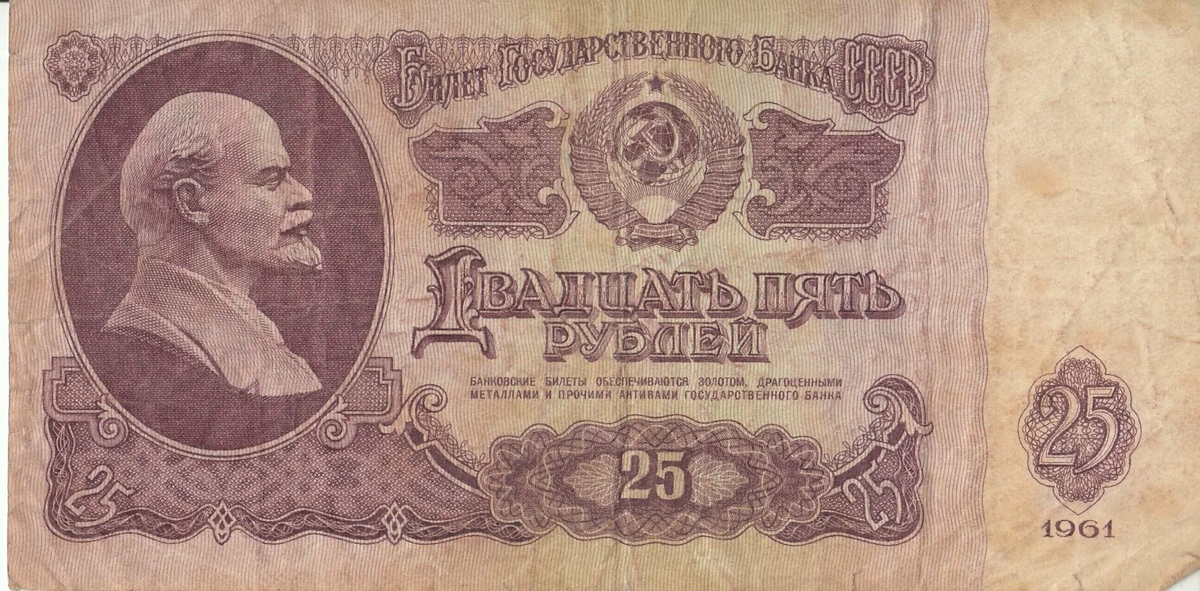 Билет Государственного Банка СССР
Двадцать пять
рублей
БАНКОВСКИЕ БИЛЕТЫ ОБЕСПЕЧИВАЮТСЯ ЗОЛОТОМ, ДРАГОЦЕННЫМИ
МЕТАЛЛАМИ И ПРОЧИМИ АКТИВАМИ ГОСУДАРСТВЕННОГО БАНКА
25
25
25
25
1961